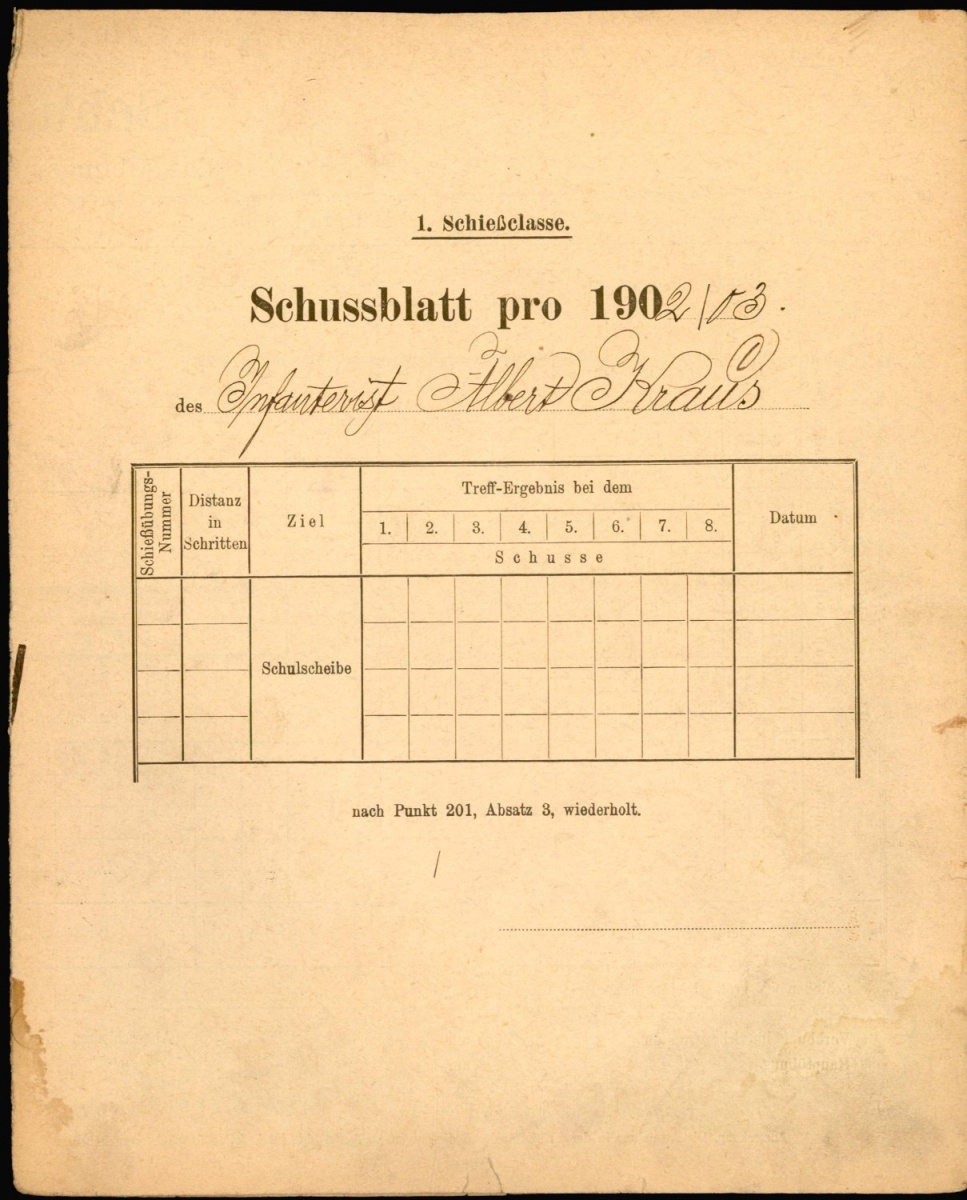 1. Schießclasse.
Schussblatt pro 1902/03.
des Infanterist Albert Kraus
Schießübungs-
Nummer
Distanz
in
Schritten
Ziel
Treff-Ergebnis bei dem
1. 2. 3. 4. 5. 6. 7. 8.
Schusse
Datum
Schulscheibe
nach Punkt 201, Absatz 3, wiederholt.